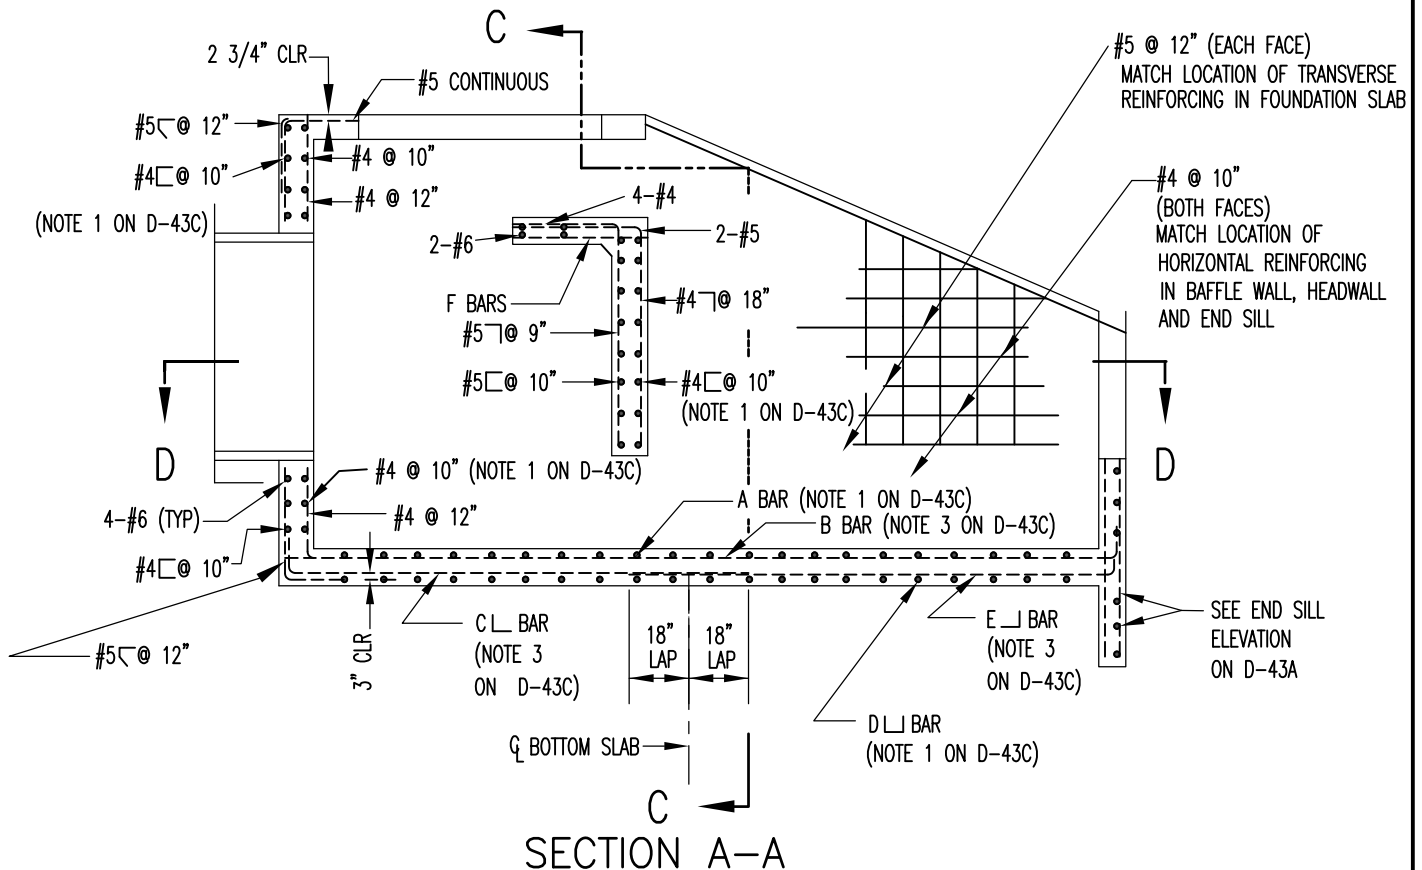 C
2 3/4" CLR
#5 CONTINUOUS
#5 @ 12" (EACH FACE)
MATCH LOCATION OF TRANSVERSE
REINFORCING IN FOUNDATION SLAB
#5 @ 12"
#4 @ 10"
(NOTE 1 ON D-43C)
#4 @ 10"
#4 @ 12"
4-#4
2-#6
2-#5
F BARS
#5 @ 9"
#5 @ 10"
#4 @ 18"
#4 @ 10"
(NOTE 1 ON D-43C)
#4 @ 10"
(BOTH FACES)
MATCH LOCATION OF
HORIZONTAL REINFORCING
IN BAFFLE WALL, HEADWALL
AND END SILL
D
D
#4 @ 10" (NOTE 1 ON D-43C)
4-#6 (TYP)
#4 @ 12"
#4 @ 10"
A BAR (NOTE 1 ON D-43C)
B BAR (NOTE 3 ON D-43C)
#5 @ 12"
3" CLR
C BAR
(NOTE 3
ON D-43C)
18"
LAP
18"
LAP
E BAR
(NOTE 3
ON D-43C)
SEE END SILL
ELEVATION
ON D-43A
D BAR
(NOTE 1 ON D-43C)
℄ BOTTOM SLAB
C
SECTION A-A